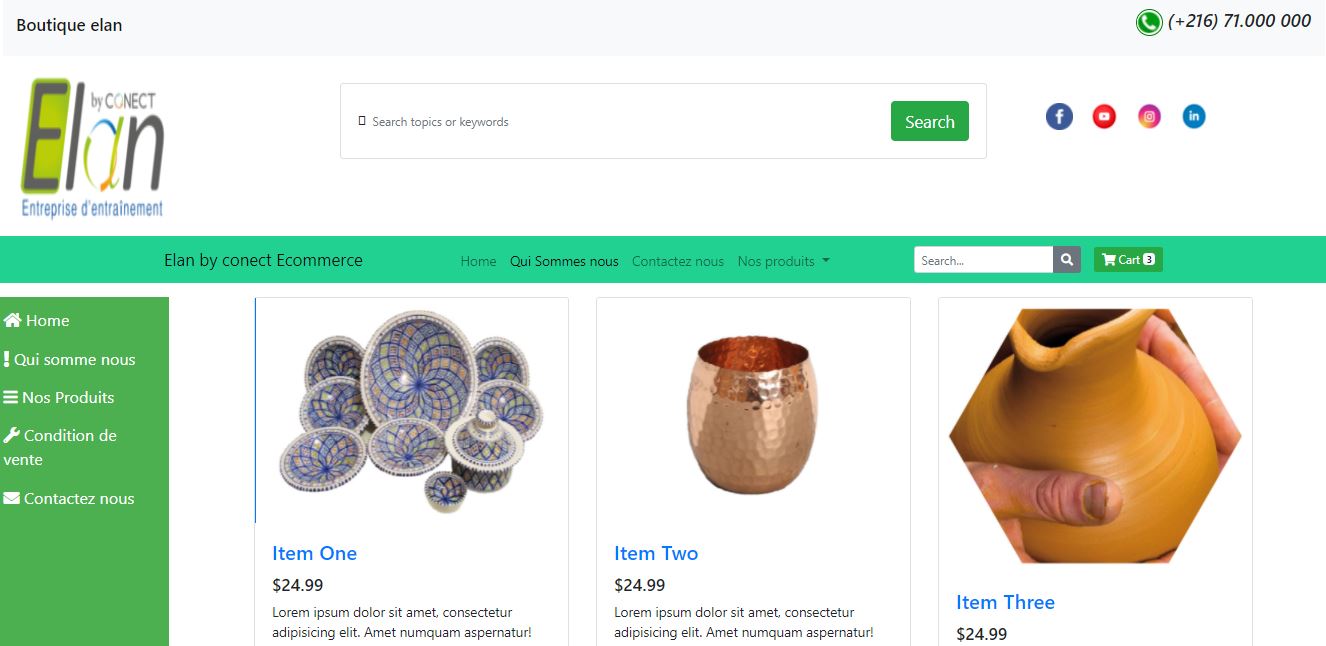 Boutique elan
(+216) 71.000 000
Elan
by CONECT
Entreprise d'entraînement
Search topics or keywords
Search
Elan by conect Ecommerce
Home
Qui Sommes nous
Contactez nous
Nos produits
Search...
Cart 3
Home
Qui somme nous
Nos Produits
Condition de
vente
Contactez nous
Item One
$24.99
Lorem ipsum dolor sit amet, consectetur
adipisicing elit. Amet numquam aspernatur!
Item Two
$24.99
Lorem ipsum dolor sit amet, consectetur
adipisicing elit. Amet numquam aspernatur!
Item Three
$24.99